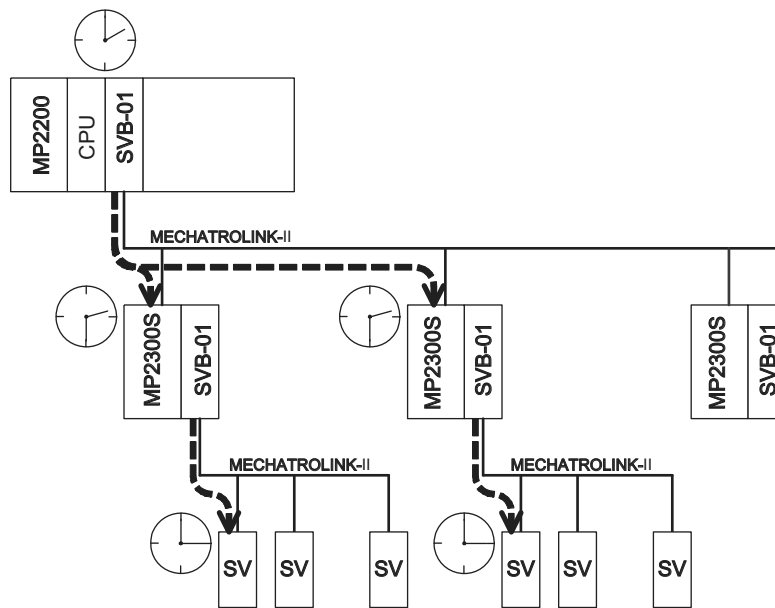 MP2200
CPU
SVB-01
MECHATROLINK-II
MP2300S
SVB-01
MP2300S
SVB-01
MP2300S
SVB-01
MECHATROLINK-II
MECHATROLINK-II
SV
SV
SV
SV
SV
SV